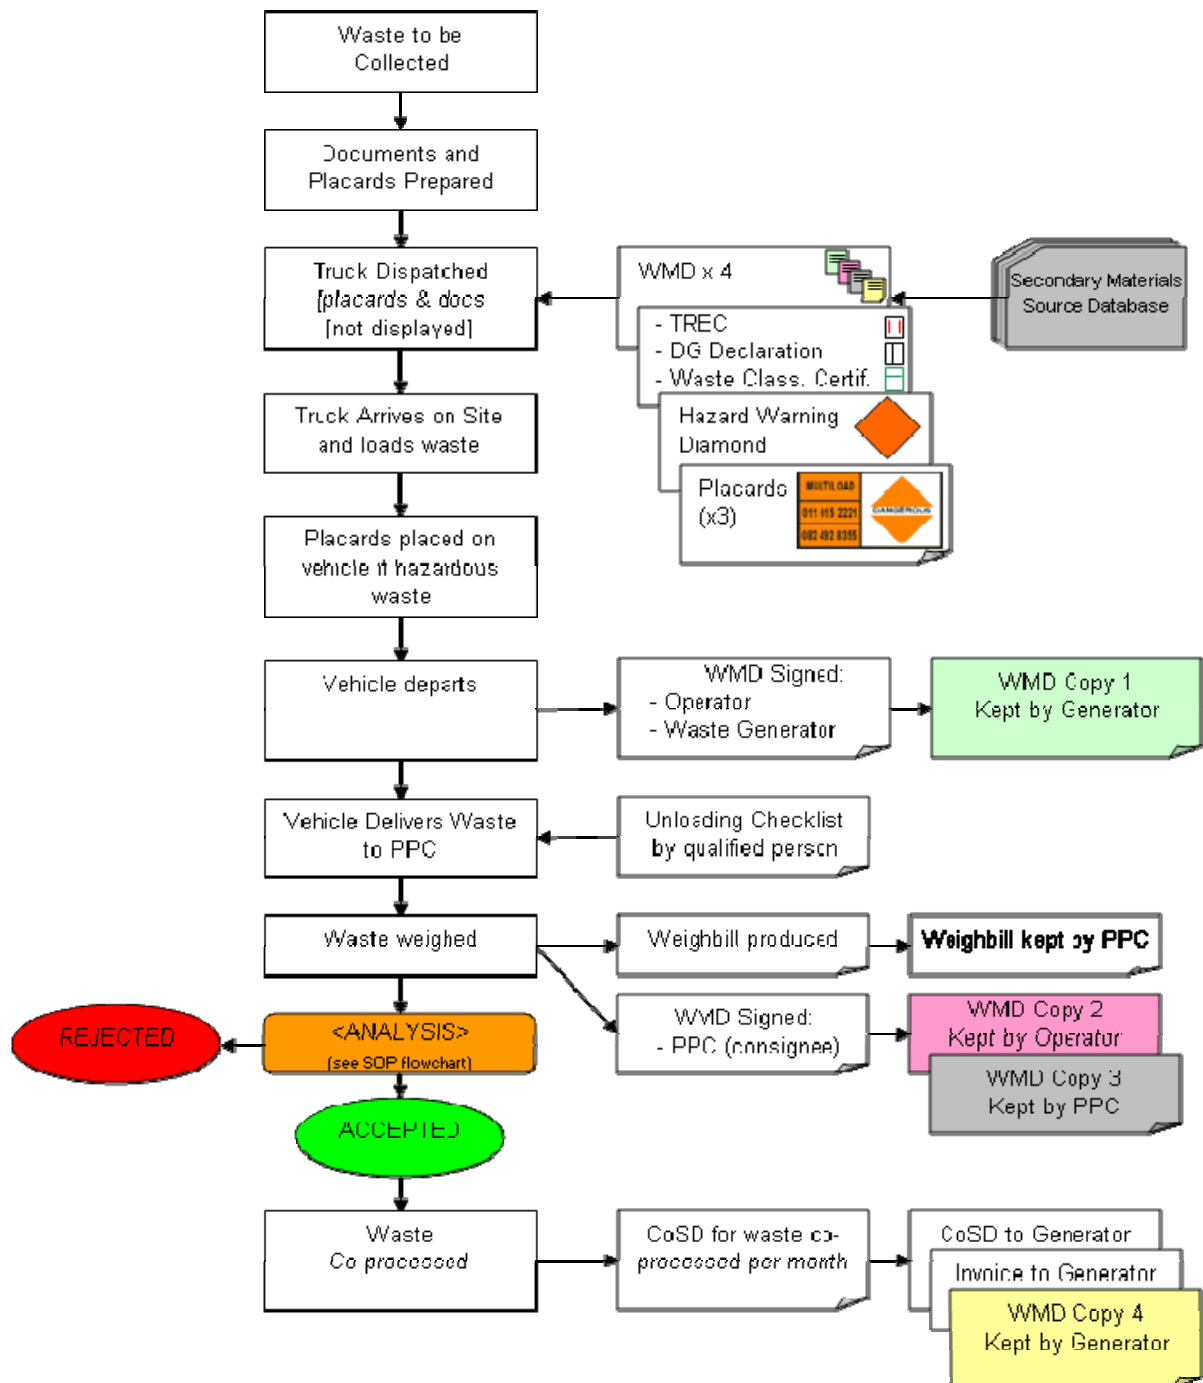 Waste to be
Collected
Documents and
Placards Prepared
Truck Dispatched
[placards & docs
[not displayed]
WMD x 4
Secondary Materials
Source Database
- TREC
- DG Declaration
- Waste Class. Certif.
Truck Arrives on Site
and loads waste
Hazard Warning
Diamond
Placards
(x3)
MULTILOAD
DANGEROUS
011 415 2221
082 492 8355
Placards placed on
vehicle if hazardous
waste
Vehicle departs
WMD Signed:
- Operator
- Waste Generator
WMD Copy 1
Kept by Generator
Vehicle Delivers Waste
to PPC
Unloading Checklist
by qualified person
Waste weighed
Weighbill produced
Weighbill kept by PPC
REJECTED
<ANALYSIS>
(see SOP flowchart)
WMD Signed:
- PPC (consignee)
WMD Copy 2
Kept by Operator
WMD Copy 3
Kept by PPC
ACCEPTED
Waste
Co processed
CoSD for waste co-
processed per month
CoSD to Generator
Invoice to Generator
WMD Copy 4
Kept by Generator